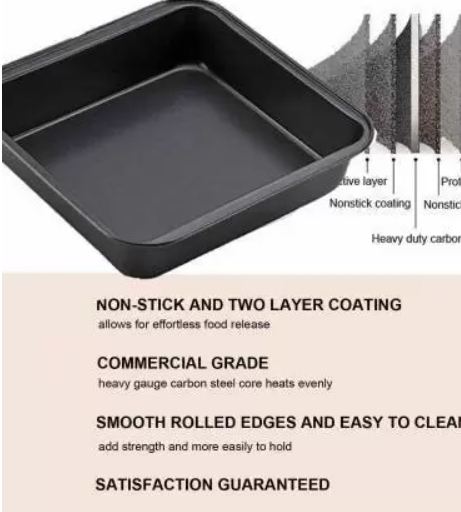 tive layer
Prot
Nonstick coating
Nonstic
Heavy duty carbon
NON-STICK AND TWO LAYER COATING
allows for effortless food release
COMMERCIAL GRADE
heavy gauge carbon steel core heats evenly
SMOOTH ROLLED EDGES AND EASY TO CLEAN
add strength and more easily to hold
SATISFACTION GUARANTEED